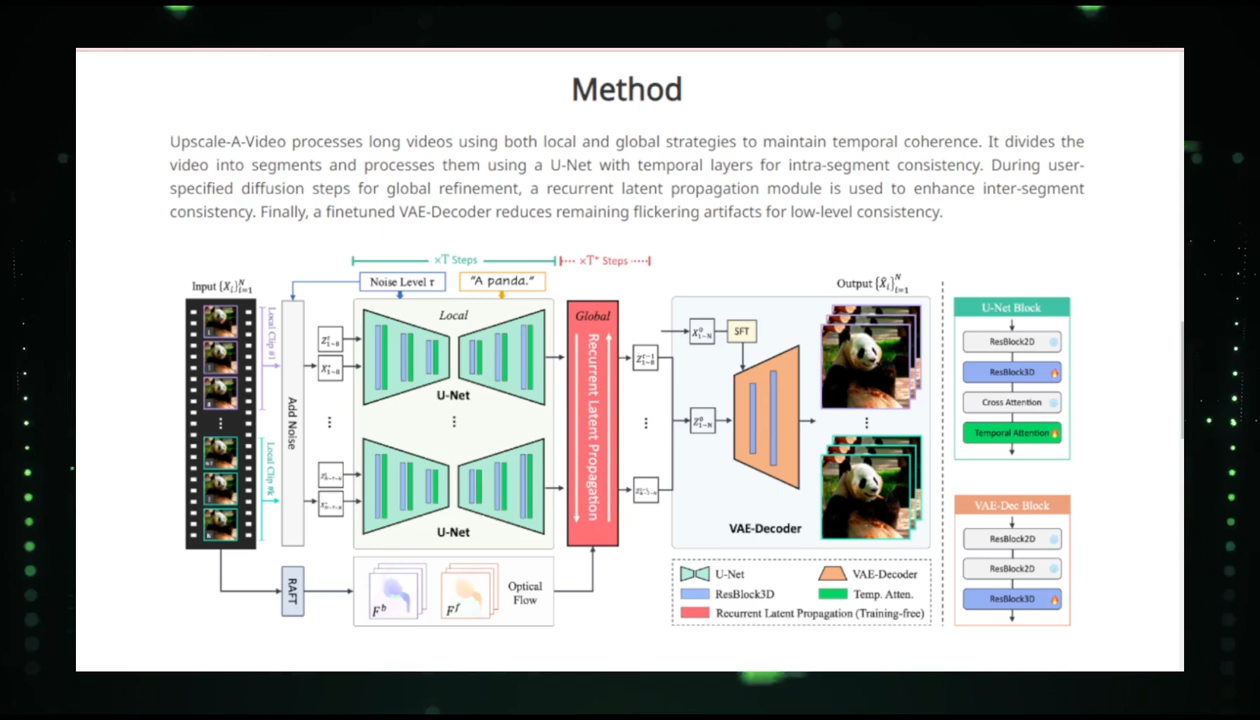 Method
Upscale-A-Video processes long videos using both local and global strategies to maintain temporal coherence. It divides the
video into segments and processes them using a U-Net with temporal layers for intra-segment consistency. During user-
specified diffusion steps for global refinement, a recurrent latent propagation module is used to enhance inter-segment
consistency. Finally, a finetuned VAE-Decoder reduces remaining flickering artifacts for low-level consistency.
×T Steps
×T* Steps
Input {X_i}^N_{i=1}
Noise Level τ
"A panda."
Output {X̂_i}^N_{i=1}
Local Clip #1
Local Clip #k
Add Noise
Local
U-Net
U-Net
Global
Recurrent Latent Propagation
SFT
VAE-Decoder
RAFT
F^b
F^f
Optical
Flow
U-Net
VAE-Decoder
ResBlock3D
Temp. Atten.
Recurrent Latent Propagation (Training-free)
U-Net Block
ResBlock2D
ResBlock3D
Cross Attention
Temporal Attention
VAE-Dec Block
ResBlock2D
ResBlock2D
ResBlock3D